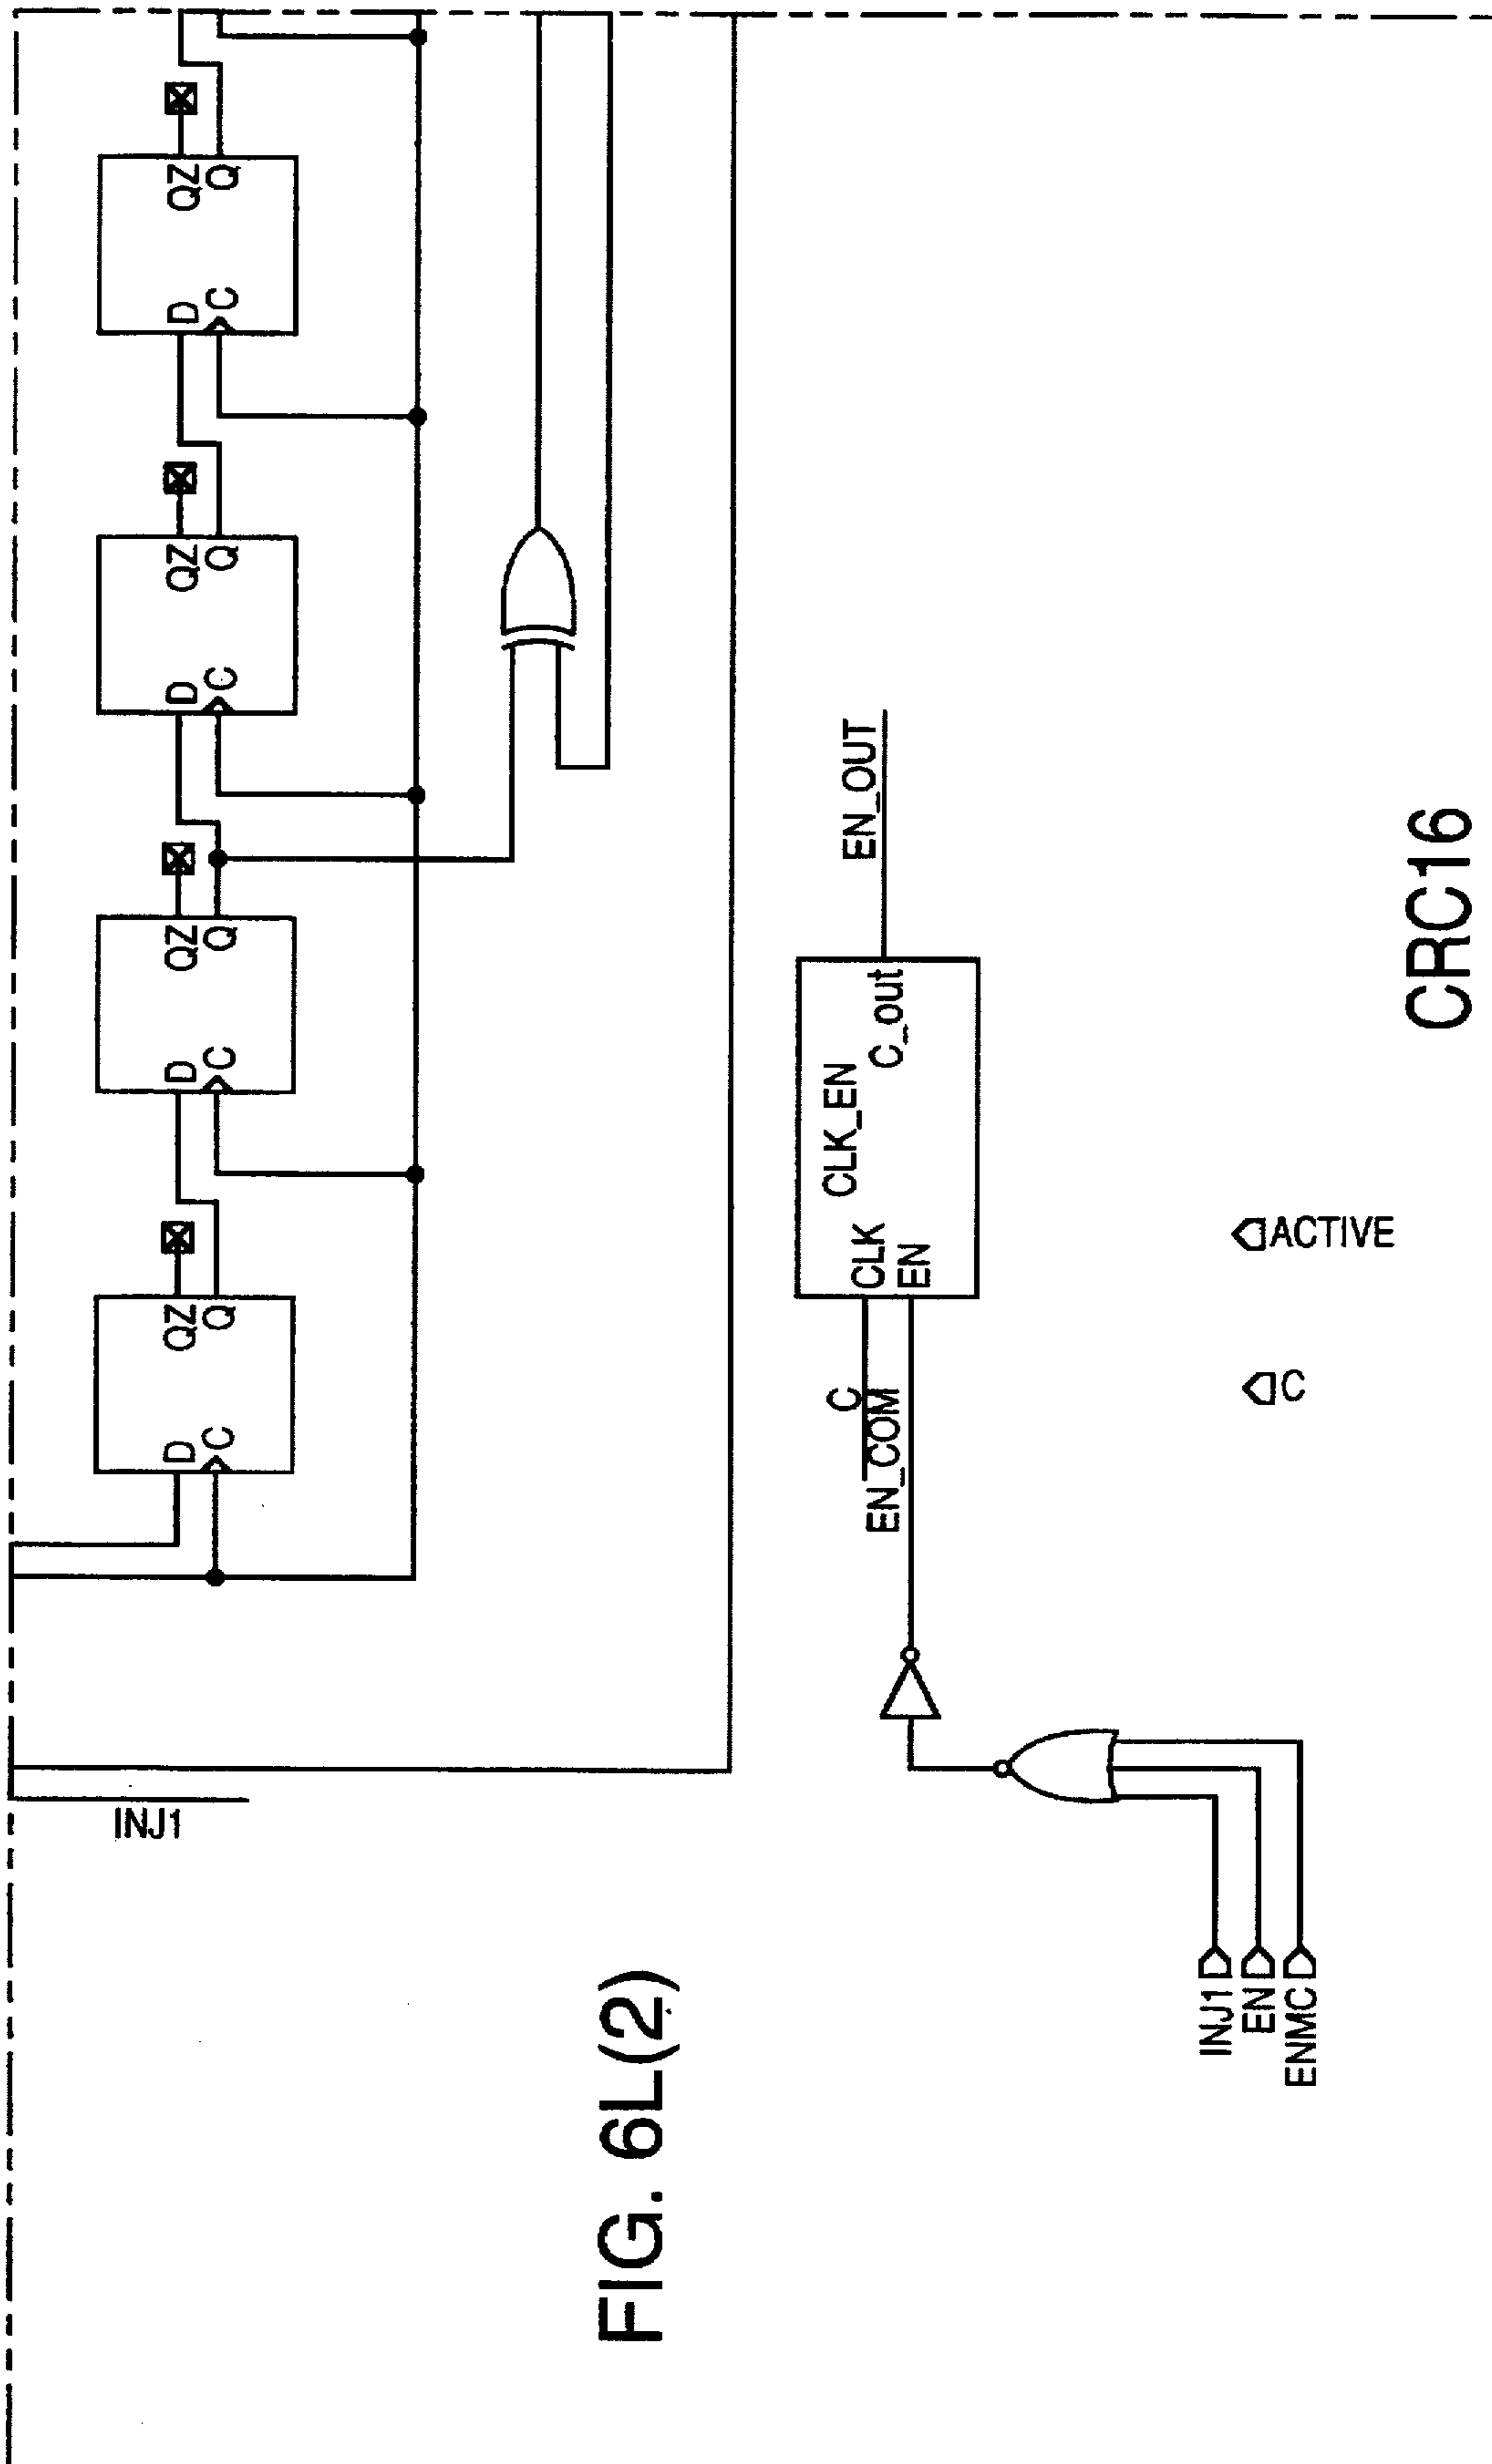 QZ
Q
D
C
QZ
Q
D
C
QZ
Q
D
C
QZ
Q
D
C
INJ1
FIG. 6L(2)
C
EN_COM
CLK
EN
CLK_EN
C_out
EN_OUT
INJ1
EN
ENMC
C
ACTIVE
CRC16